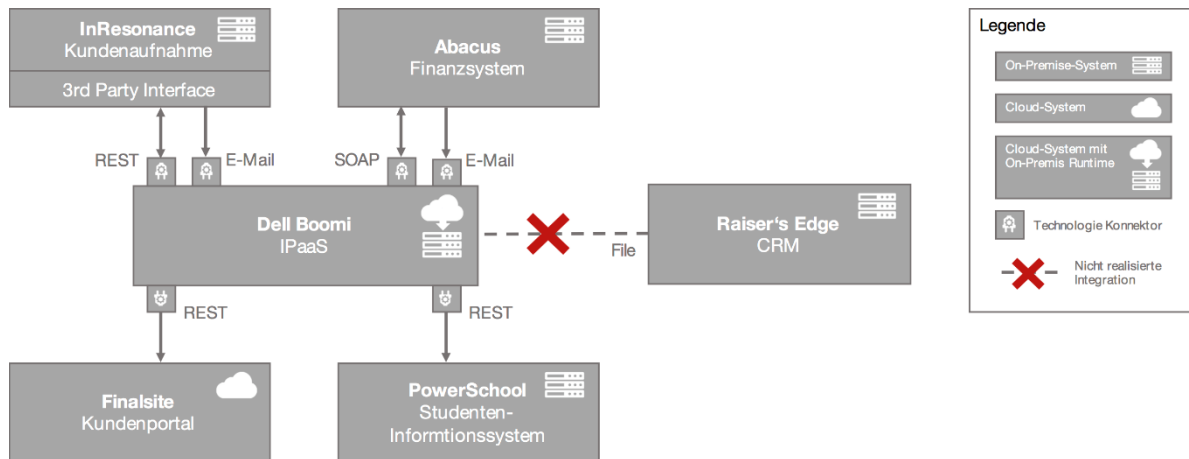 InResonance
Kundenaufnahme
3rd Party Interface
Abacus
Finanzsystem
REST
E-Mail
SOAP
E-Mail
Dell Boomi
IPaaS
File
Raiser's Edge
CRM
REST
REST
Finalsite
Kundenportal
PowerSchool
Studenten-
Informtionssystem
Legende
On-Premise-System
Cloud-System
Cloud-System mit
On-Premis Runtime
Technologie Konnektor
Nicht realisierte
Integration